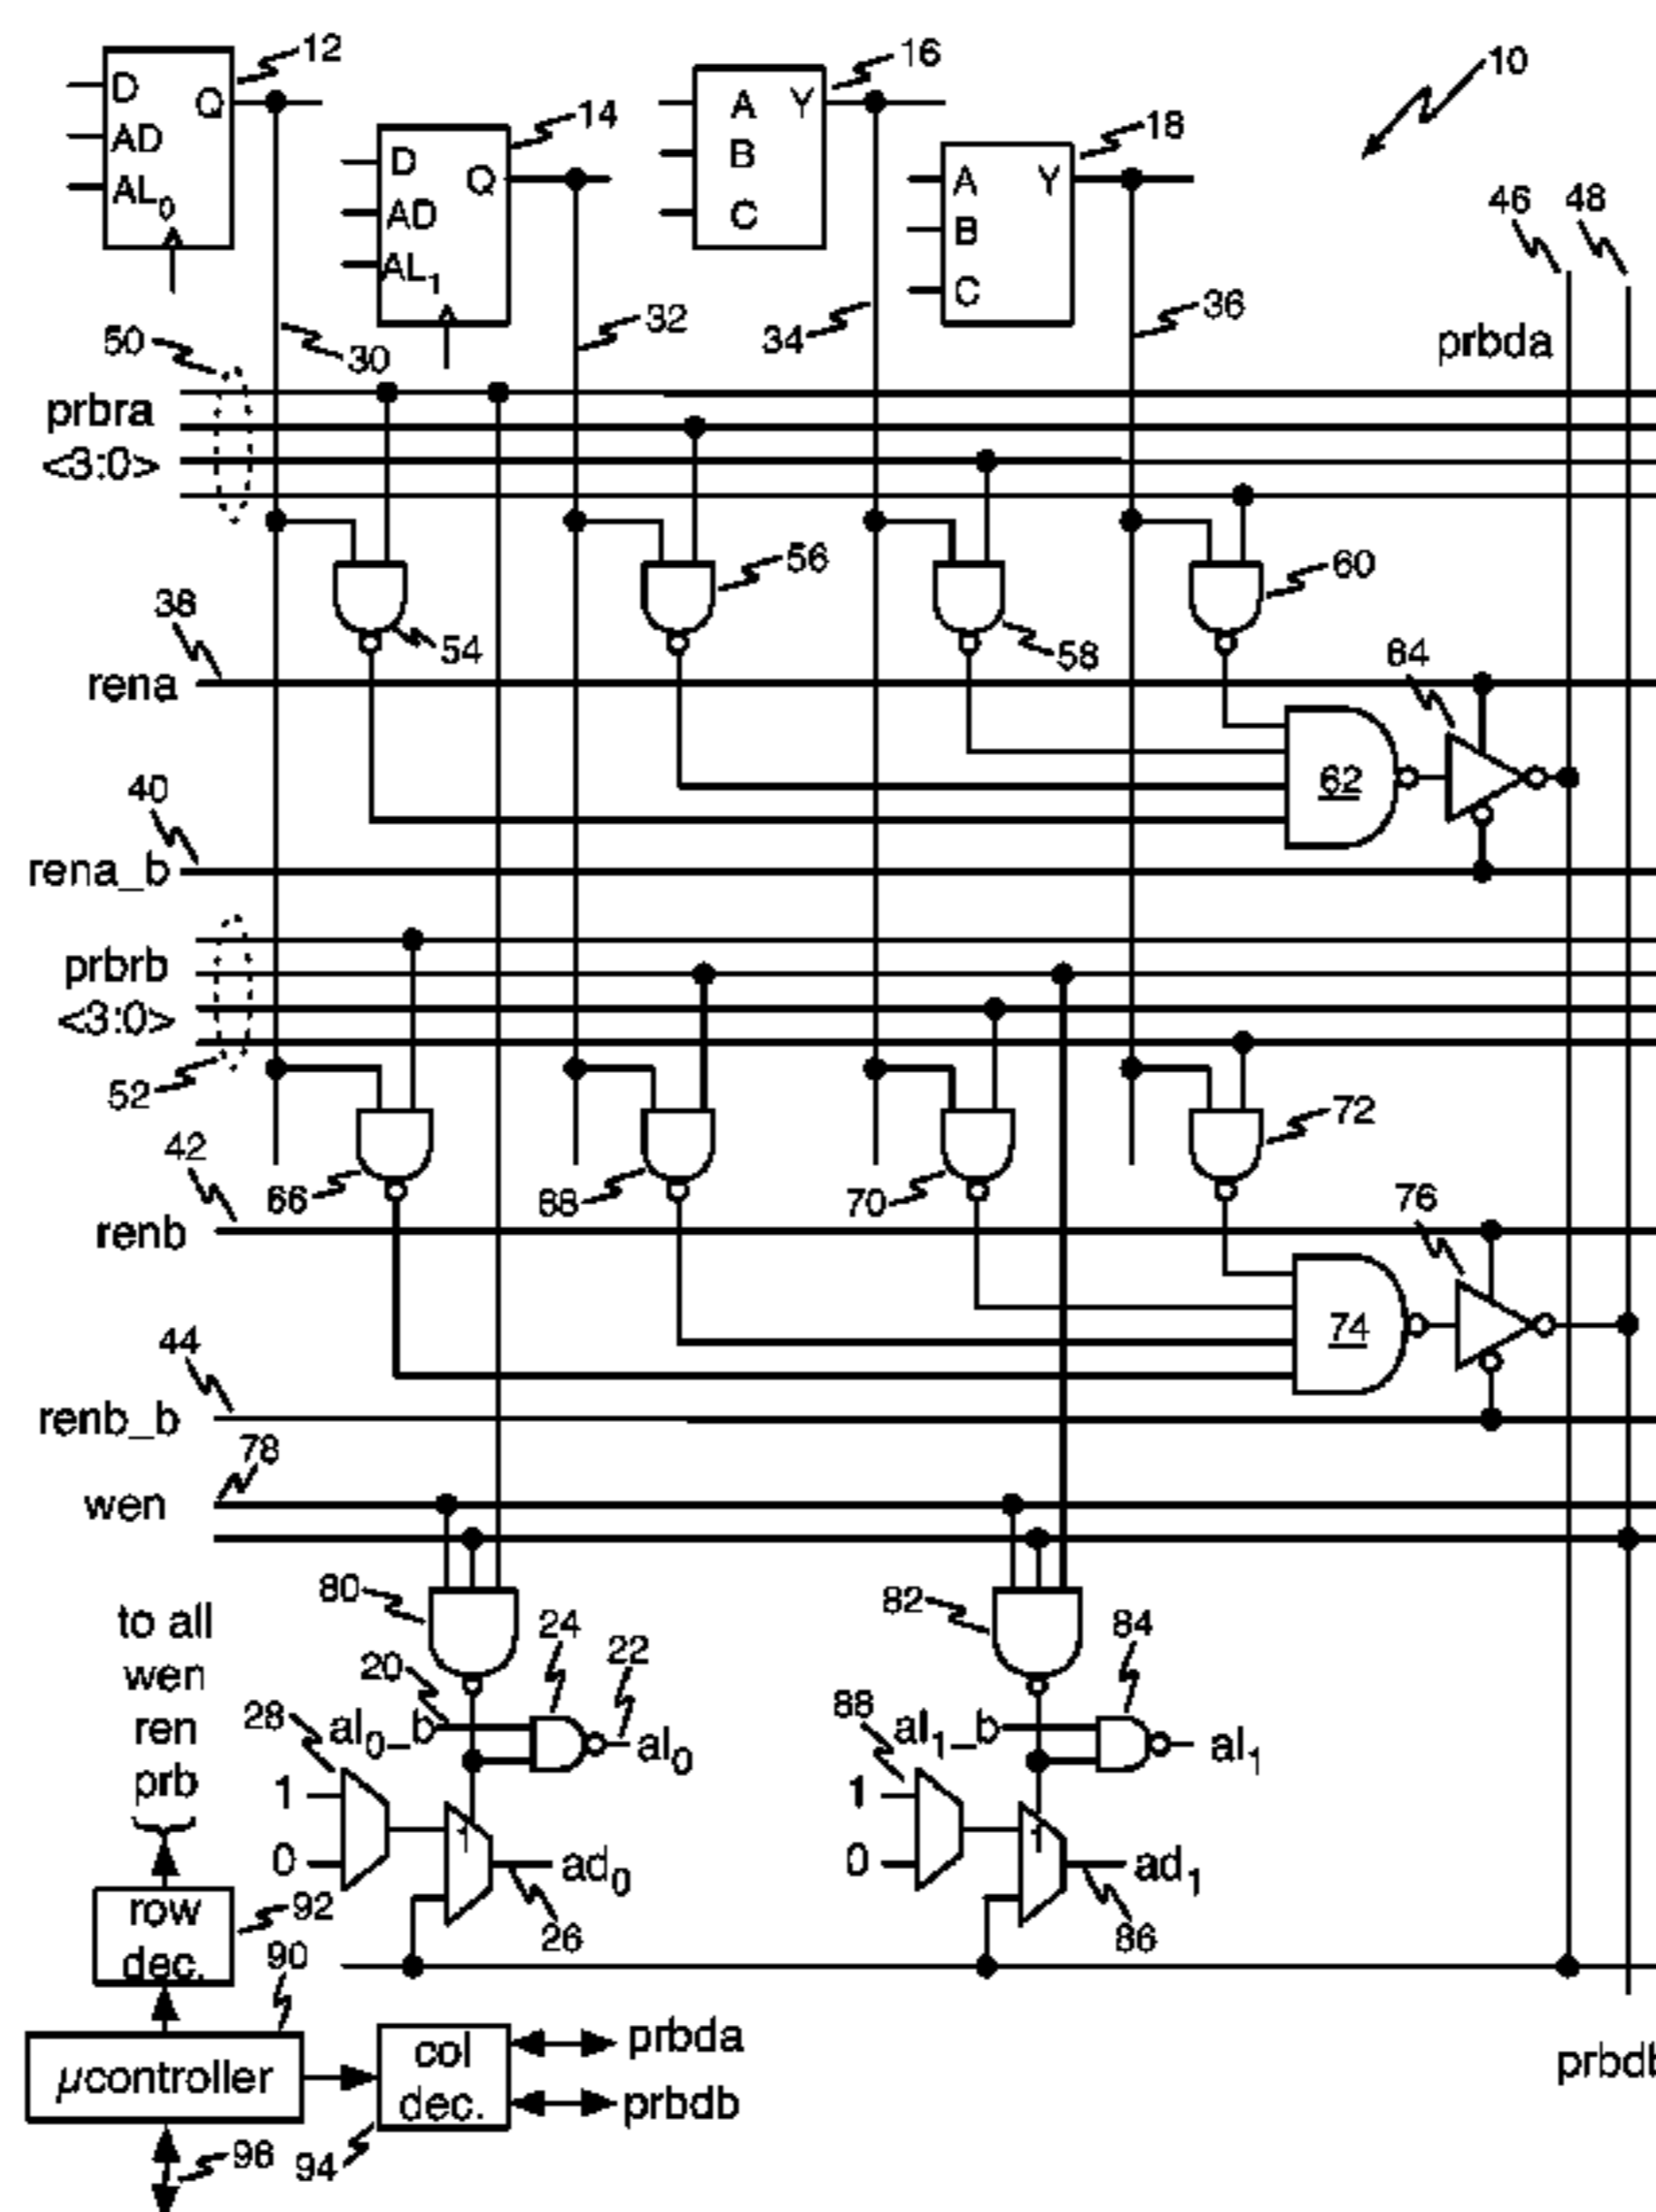 12
D
Q
AD
AL0
14
D
Q
AD
AL1
16
A Y
B
C
18
A Y
B
C
10
46 48
50
30
32
34
36
prbda
prbra
<3:0>
38
54
56
58
60
rena
64
62
40
rena_b
prbrb
<3:0>
52
42
66
68
70
72
renb
76
74
44
renb_b
78
wen
80
82
to all
wen
ren
prb
20
24
22
84
28
al0_b
al0
88
al1_b
al1
1
0
1
ad0
26
1
0
1
ad1
86
row
dec.
92
90
µcontroller
col
dec.
prbda
prbdb
prbdb
96
94